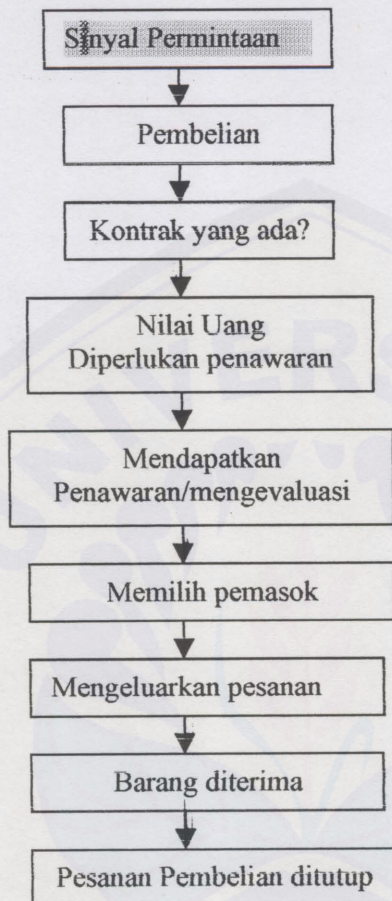 Sinyal Permintaan
Pembelian
Kontrak yang ada?
Nilai Uang
Diperlukan penawaran
Mendapatkan
Penawaran/mengevaluasi
Memilih pemasok
Mengeluarkan pesanan
Barang diterima
Pesanan Pembelian ditutup
UNIVERS